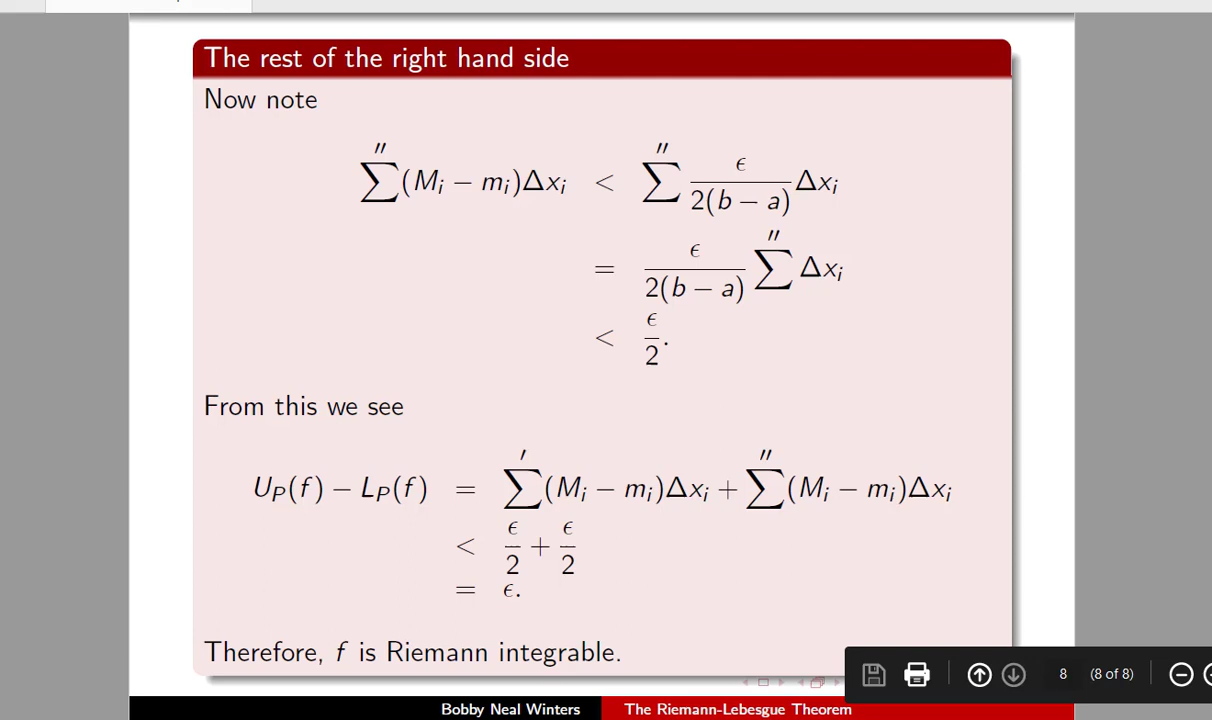 The rest of the right hand side
Now note
∑″(Mᵢ − mᵢ)Δxᵢ < ∑″ ϵ/2(b − a) Δxᵢ
= ϵ/2(b − a) ∑″ Δxᵢ
< ϵ/2.
From this we see
U_P(f) − L_P(f) = ∑′(Mᵢ − mᵢ)Δxᵢ + ∑″(Mᵢ − mᵢ)Δxᵢ
< ϵ/2 + ϵ/2
= ϵ.
Therefore, f is Riemann integrable.
8 (8 of 8)
Bobby Neal Winters The Riemann-Lebesgue Theorem